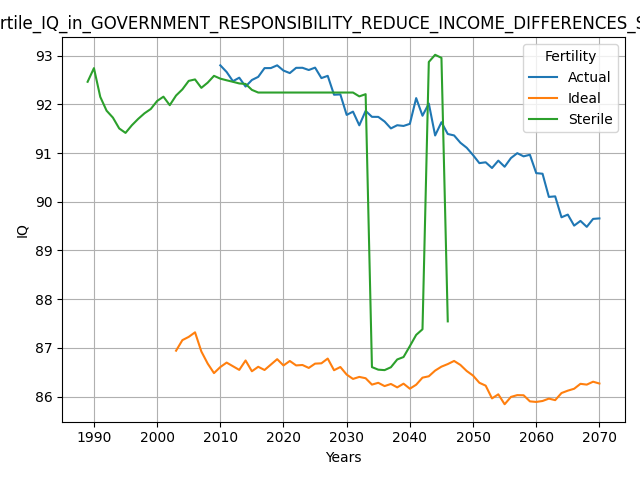 rtile_IQ_in_GOVERNMENT_RESPONSIBILITY_REDUCE_INCOME_DIFFERENCES_S
Fertility
Actual
Ideal
Sterile
IQ
93
92
91
90
89
88
87
86
1990 2000 2010 2020 2030 2040 2050 2060 2070
Years